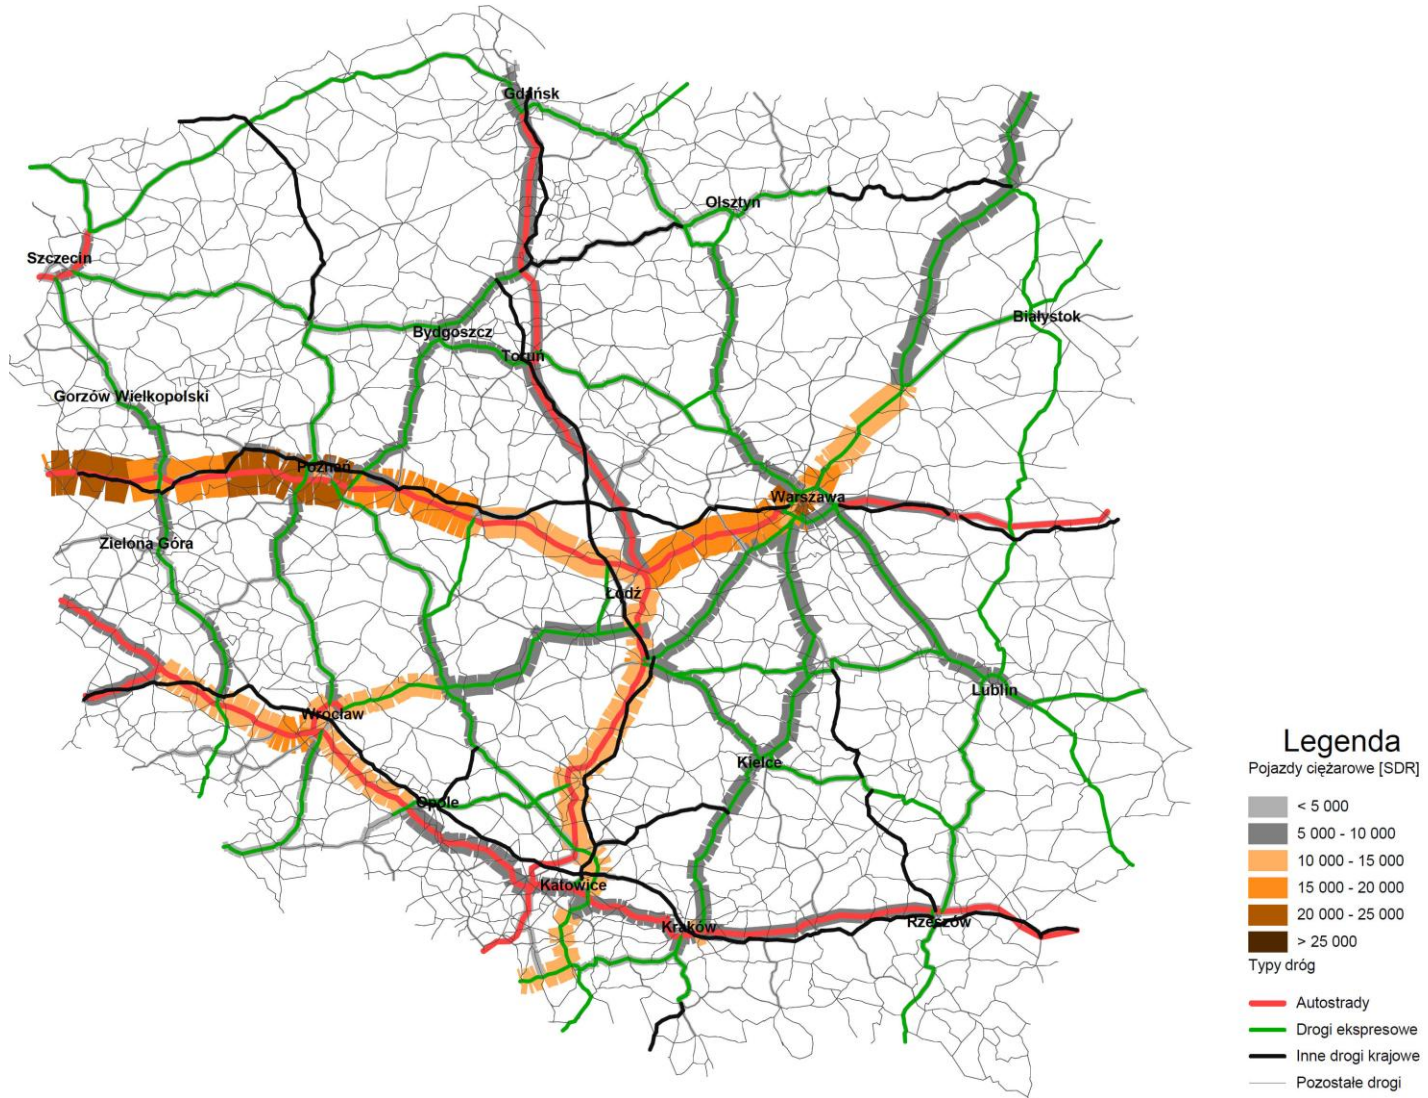 Gdańsk
Olsztyn
Szczecin
Białystok
Bydgoszcz
Toruń
Gorzów Wielkopolski
Poznań
Warszawa
Zielona Góra
Łódź
Lublin
Wrocław
Kielce
Opole
Katowice
Kraków
Rzeszów
Legenda
Pojazdy ciężarowe [SDR]
< 5 000
5 000 - 10 000
10 000 - 15 000
15 000 - 20 000
20 000 - 25 000
> 25 000
Typy dróg
Autostrady
Drogi ekspresowe
Inne drogi krajowe
Pozostałe drogi